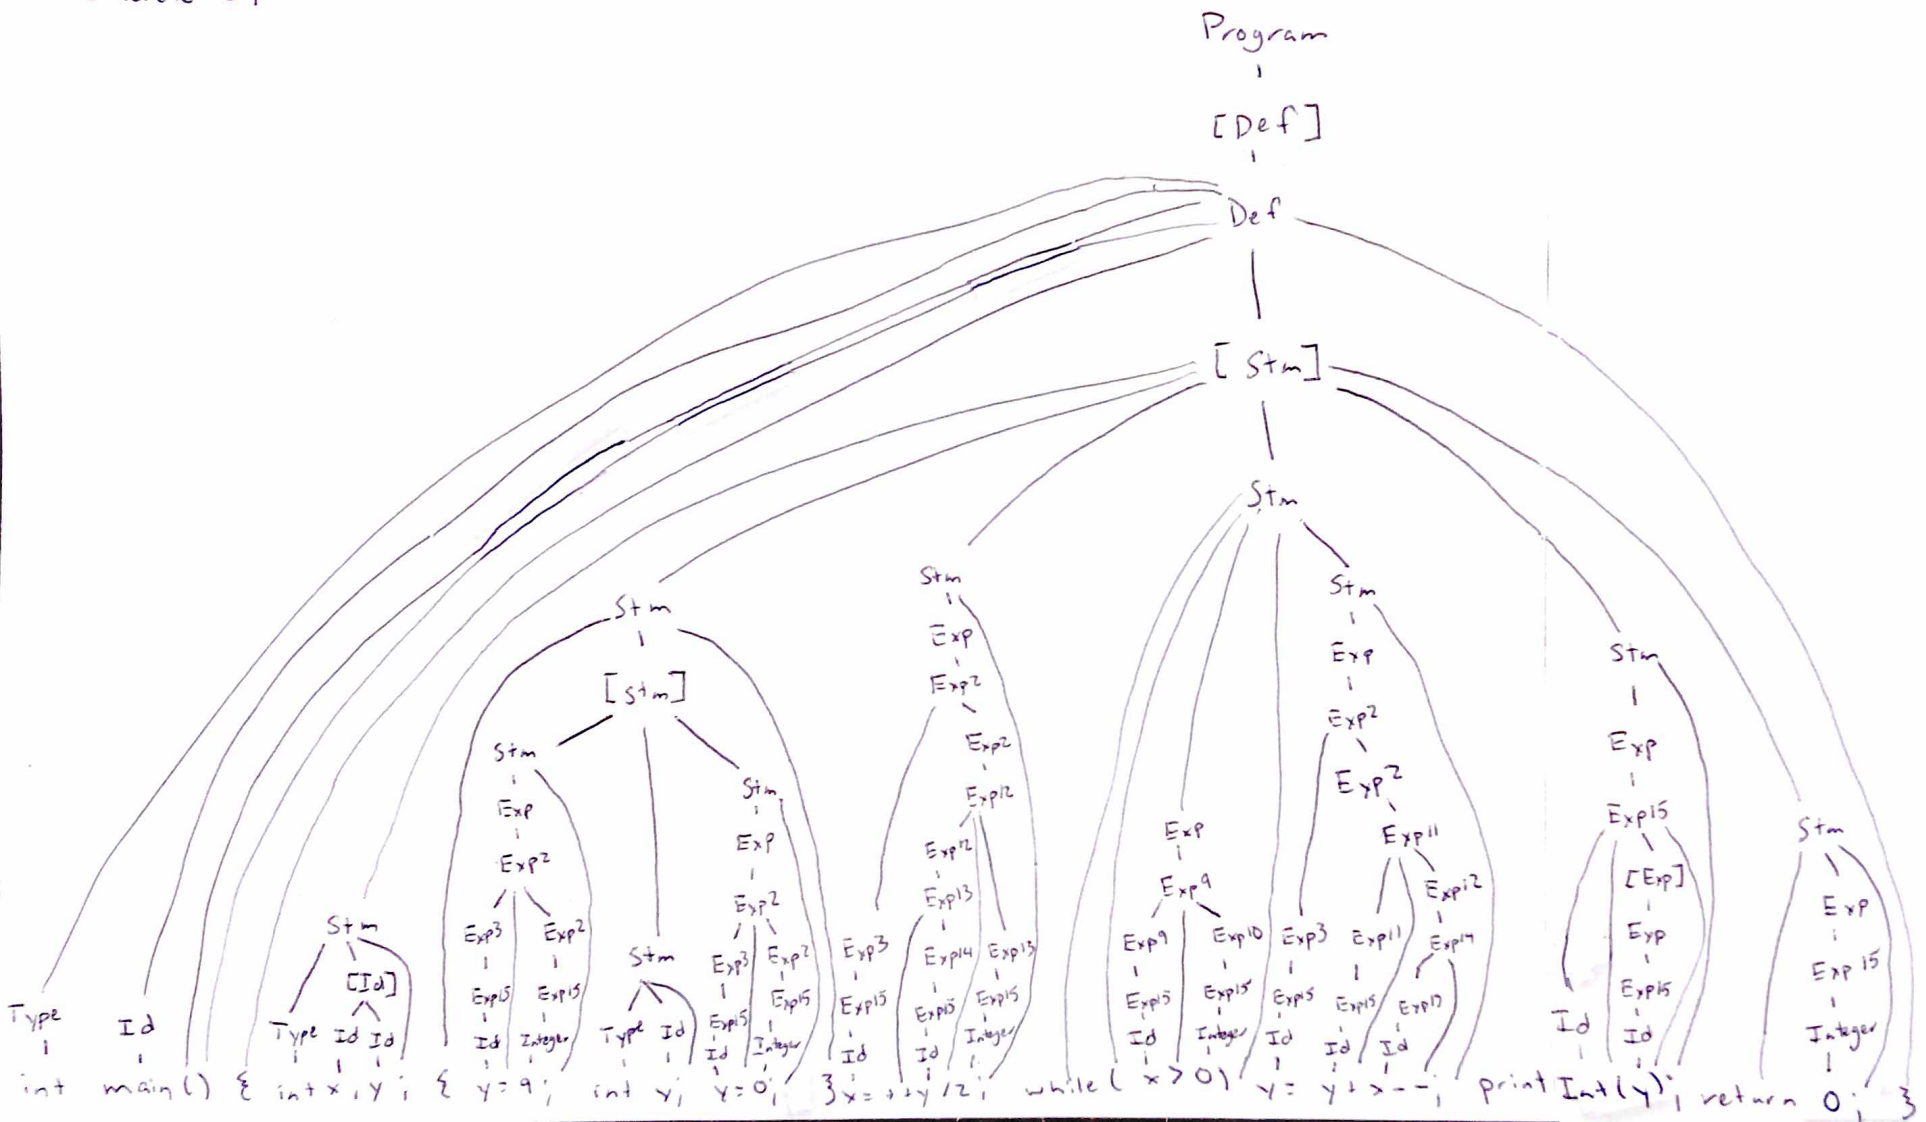 Program
[Def]
Def
[Stm]
Stm
Stm Stm
Stm Stm
Exp Exp
[Stm] Exp2 Exp2 Exp
Stm Exp2 Exp2
Stm Exp12 Exp15
Exp Exp Exp11 Stm
Exp Exp12 Exp9 Exp12 [Exp]
Exp2 Exp2 Exp13 Exp Exp
Stm Exp3 Exp2 Exp3 Exp14 Exp13 Exp9 Exp10 Exp3 Exp11 Exp14
Stm Exp3 Exp2 Exp15
[Id] Exp15 Exp15 Exp15 Exp15 Exp15 Exp15 Exp15 Exp15 Exp15 Exp15 Exp15
Type Id Type Id Id Id Integer Type Id Exp15 Id Integer Id Id Integer Id Integer Id Id Id Id Id Integer
int main() { int x, y; { y=9; int y; y=0; } x=++y/2; while( x>0) y= y+x--; printInt(y); return 0; }